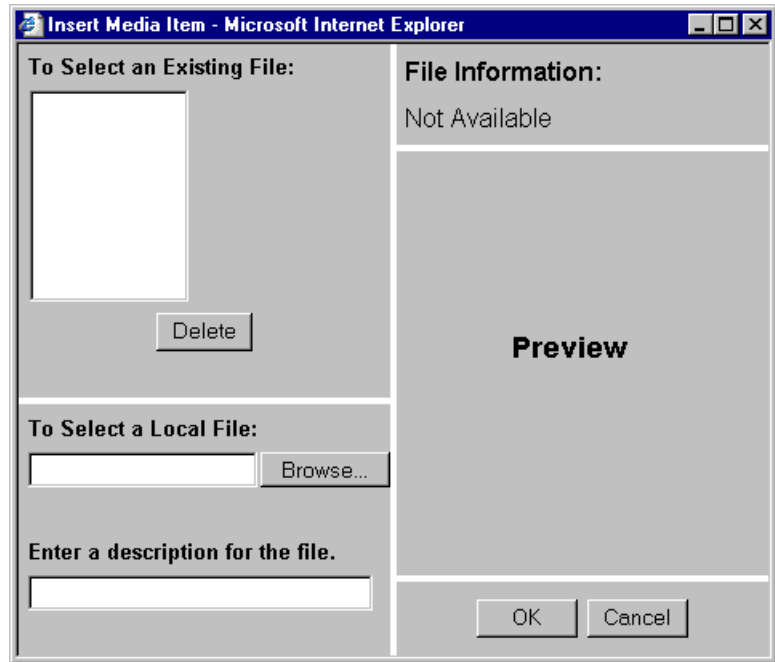 Insert Media Item - Microsoft Internet Explorer
To Select an Existing File:
Delete
To Select a Local File:
Browse...
Enter a description for the file.
File Information:
Not Available
Preview
OK
Cancel